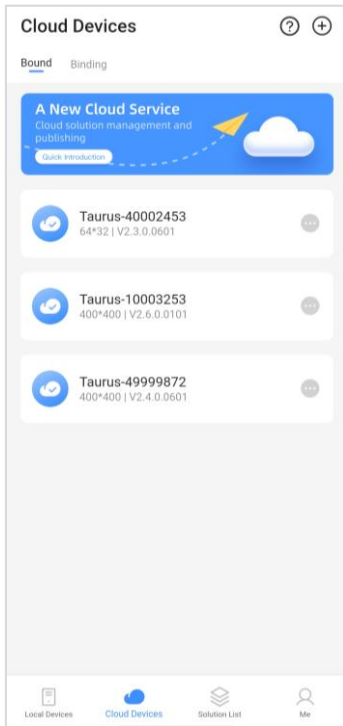 Cloud Devices
Bound Binding
A New Cloud Service
Cloud solution management and
publishing
Quick Introduction
Taurus-40002453
64*32 | V2.3.0.0601
Taurus-10003253
400*400 | V2.6.0.0101
Taurus-49999872
400*400 | V2.4.0.0601
Local Devices Cloud Devices Solution List Me